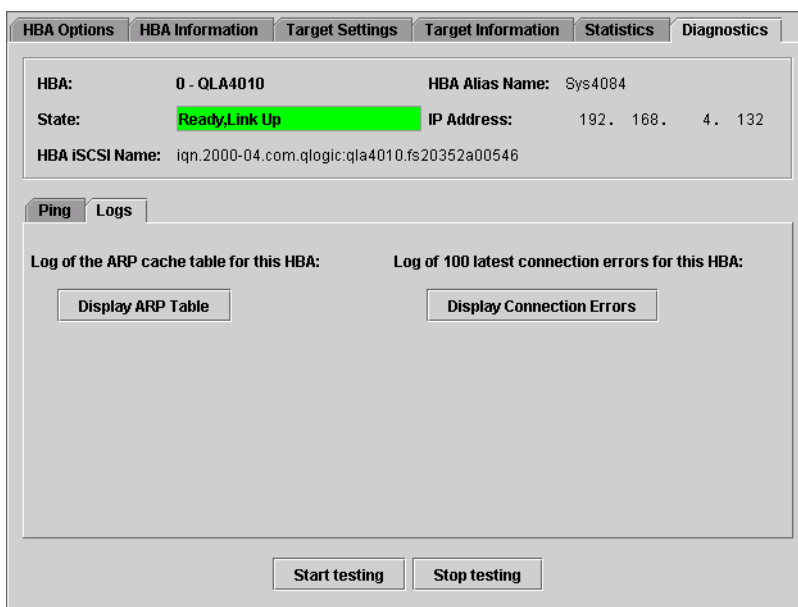 HBA Options HBA Information Target Settings Target Information Statistics Diagnostics
HBA: 0 - QLA4010 HBA Alias Name: Sys4084
State: Ready,Link Up IP Address: 192. 168. 4. 132
HBA iSCSI Name: iqn.2000-04.com.qlogic:qla4010.fs20352a00546
Ping Logs
Log of the ARP cache table for this HBA: Log of 100 latest connection errors for this HBA:
Display ARP Table Display Connection Errors
Start testing Stop testing